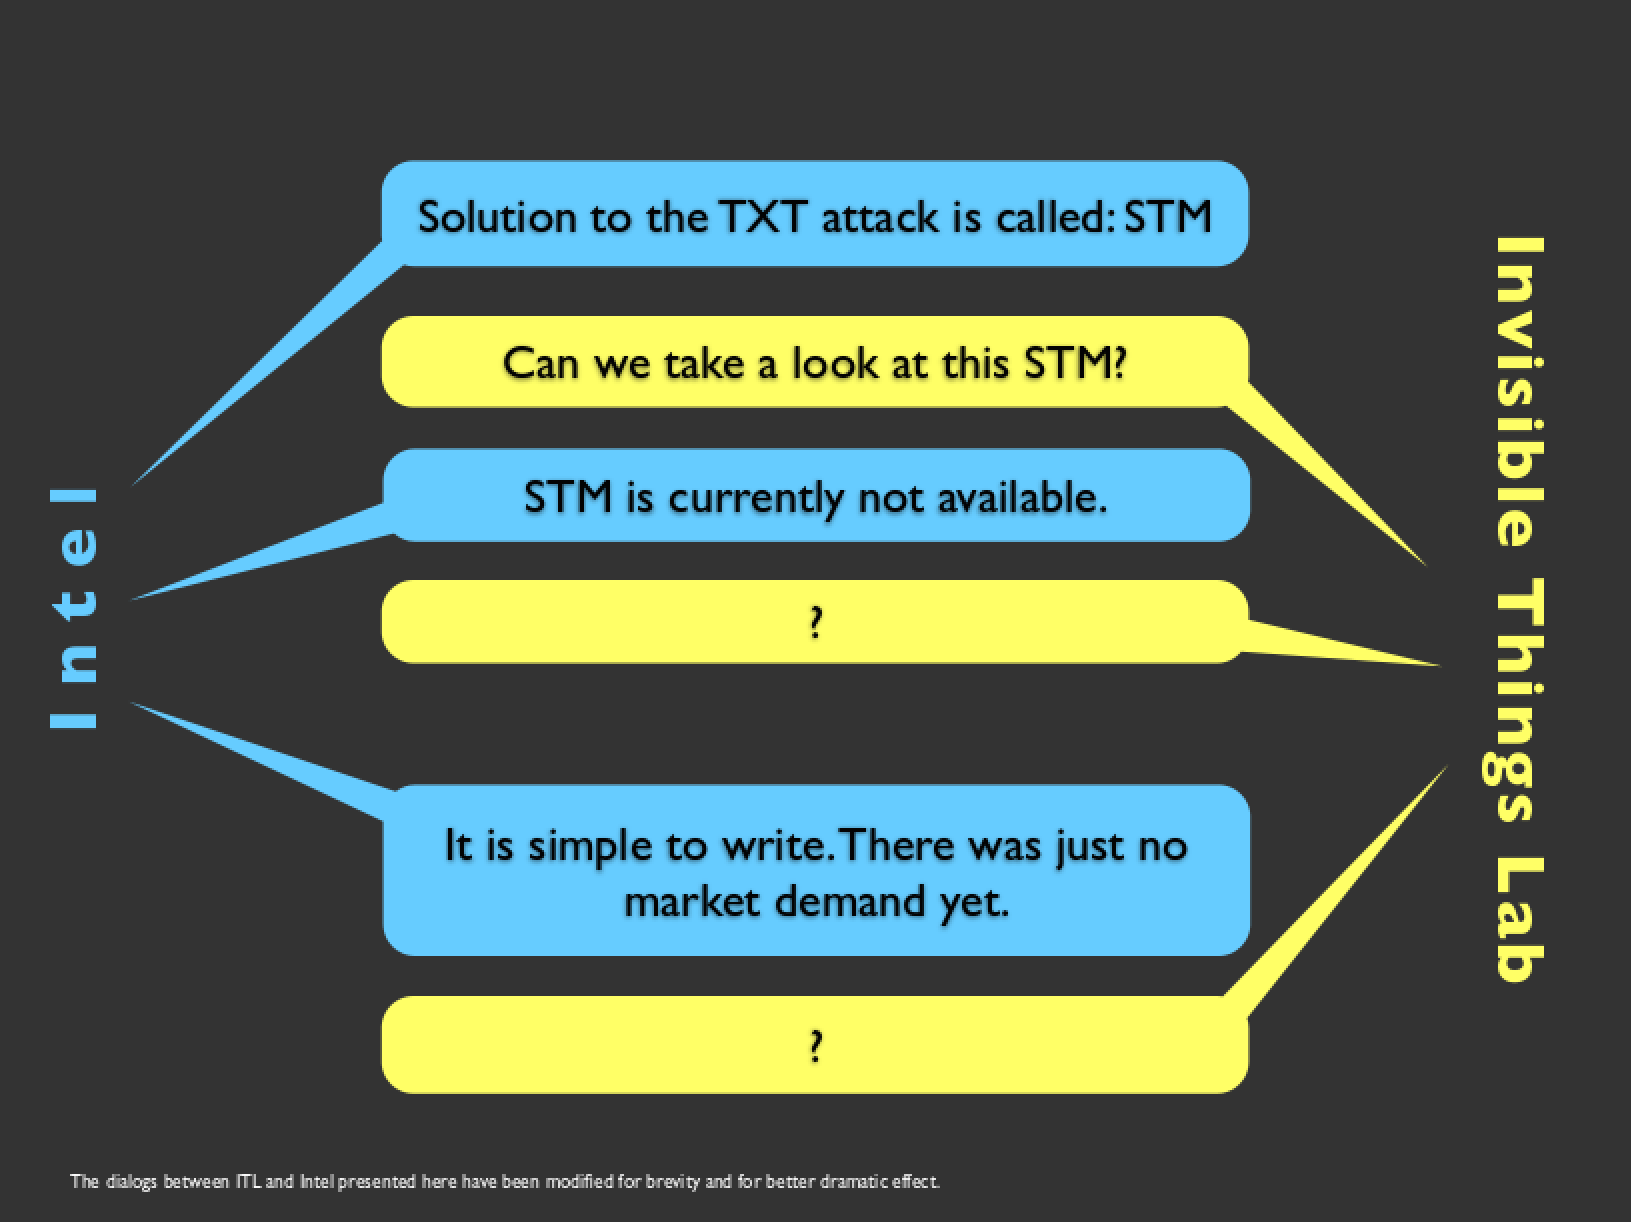 Solution to the TXT attack is called: STM
Can we take a look at this STM?
STM is currently not available.
?
It is simple to write. There was just no
market demand yet.
?
Intel
Invisible Things Lab
The dialogs between ITL and Intel presented here have been modified for brevity and for better dramatic effect.